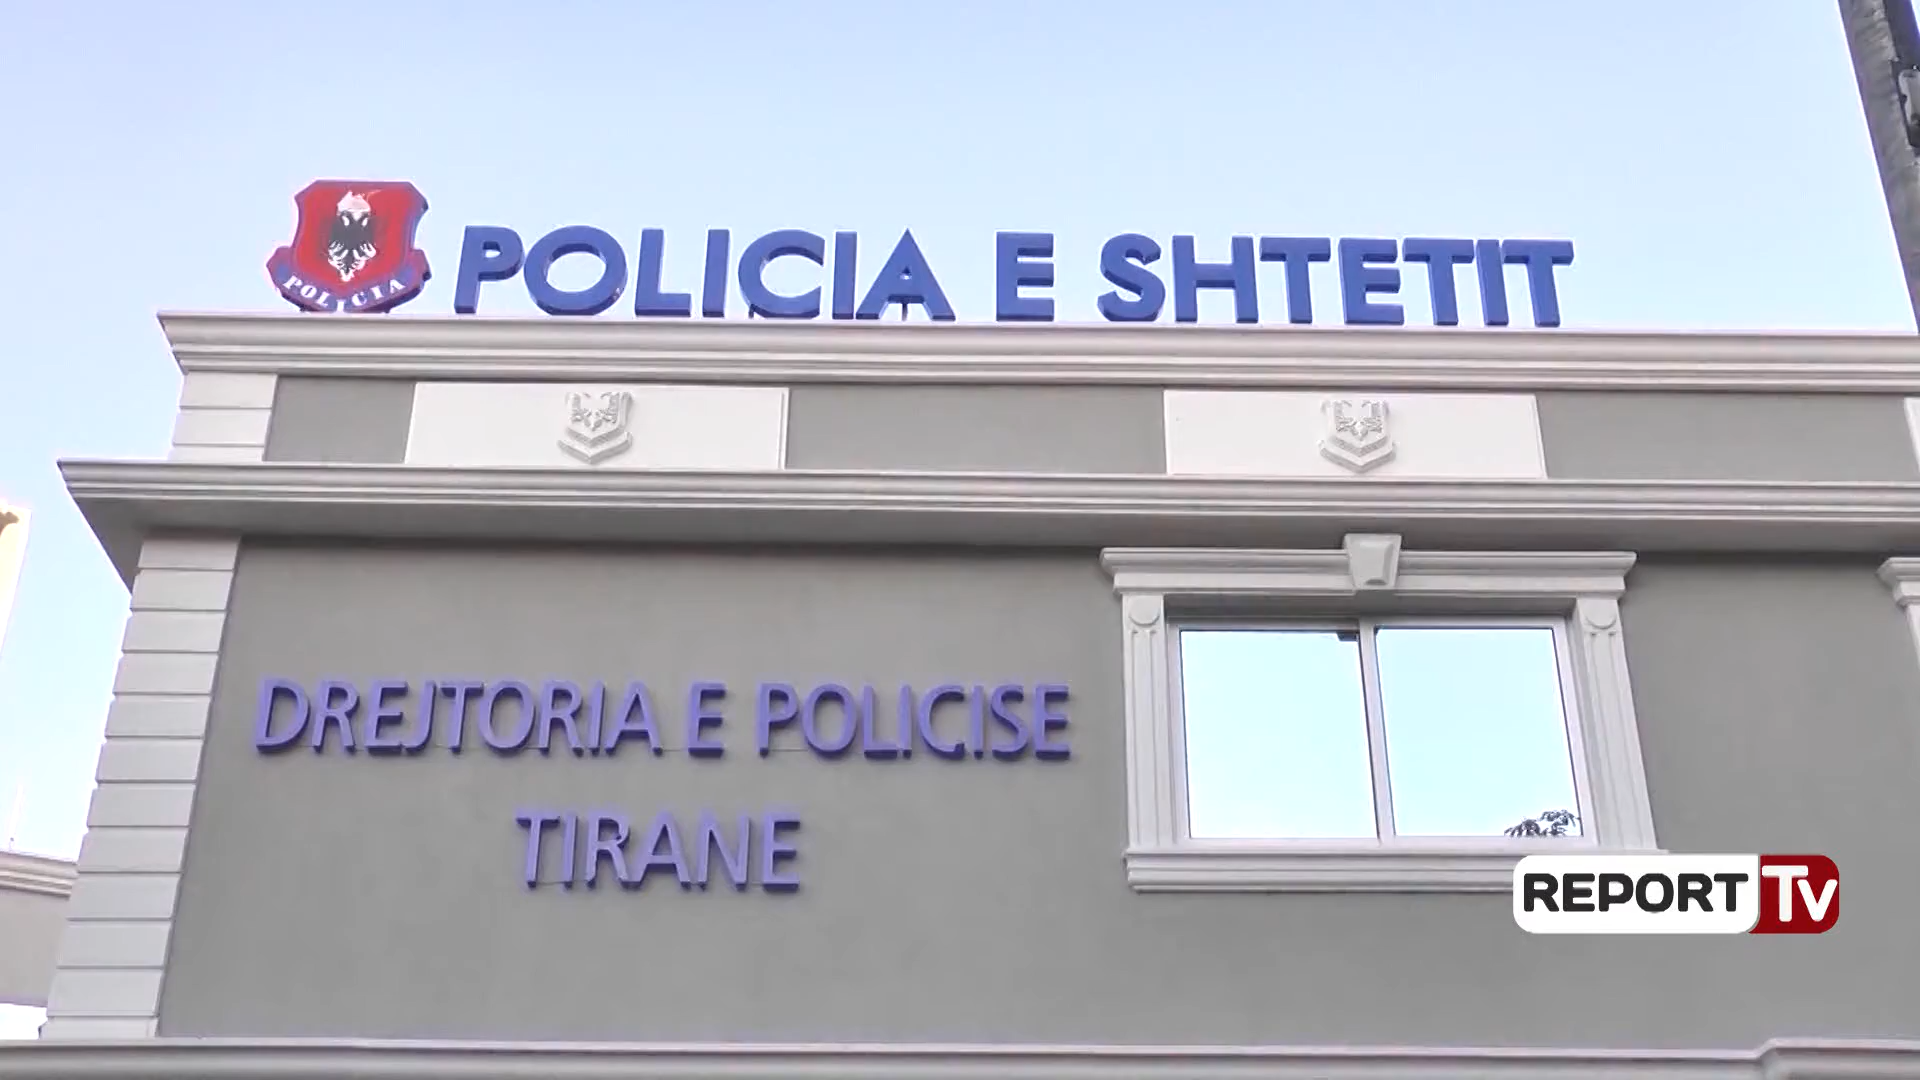 POLICIA
POLICIA E SHTETIT
DREJTORIA E POLICISE
TIRANE
REPORT Tv